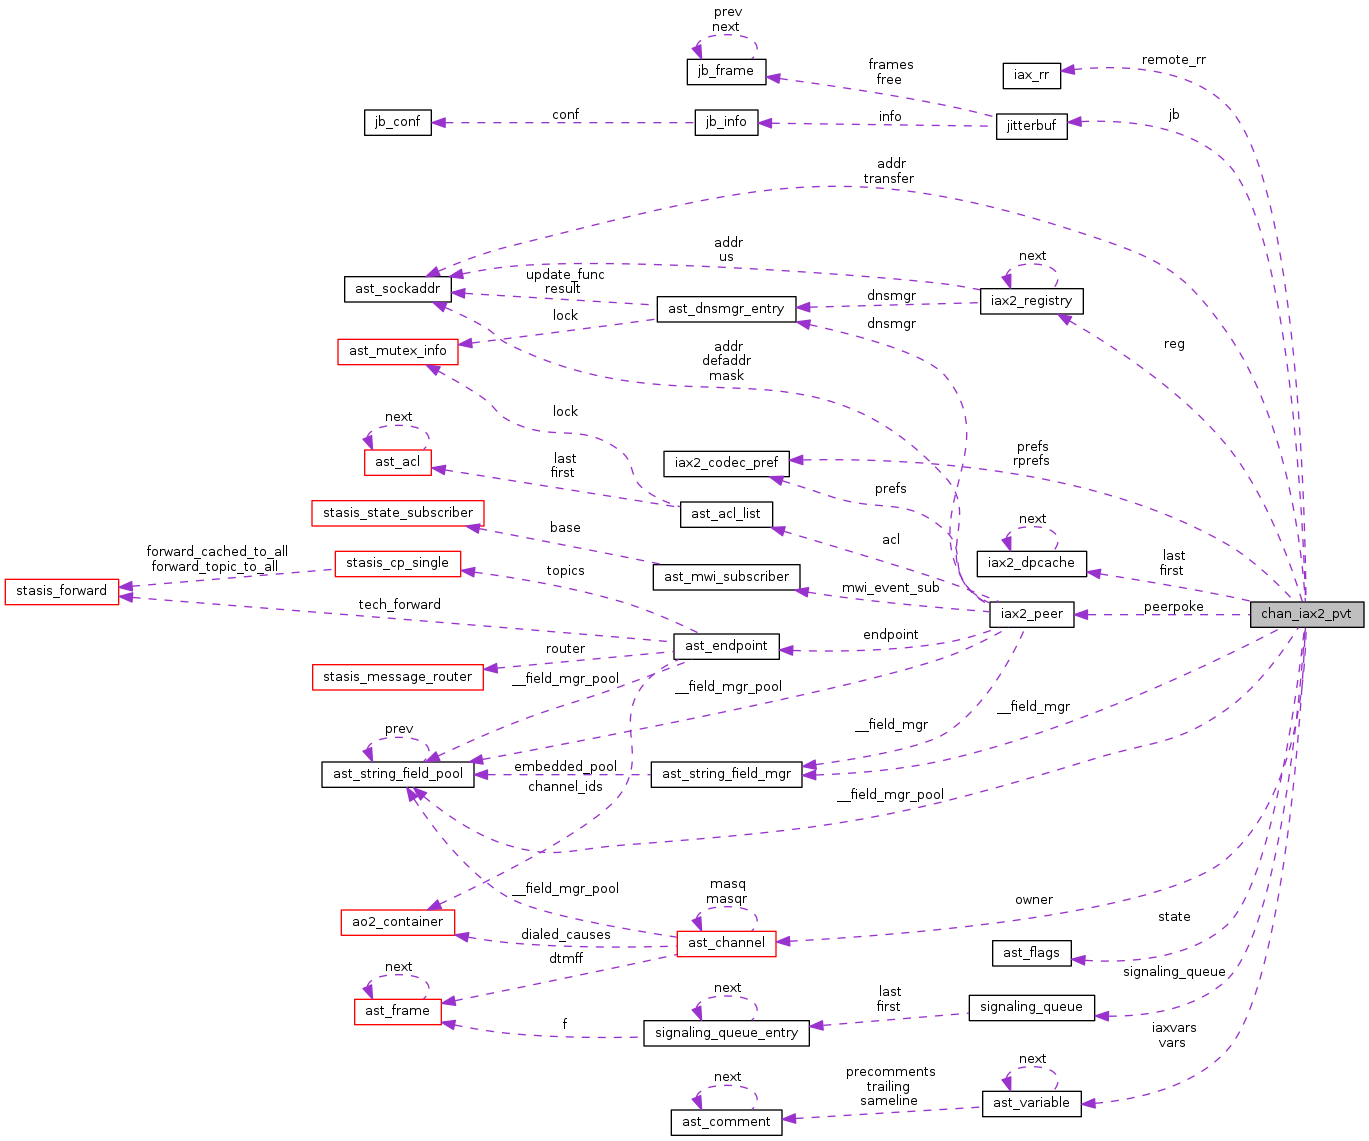 prev
next
jb_frame
frames
free
iax_rr
remote_rr
jb_conf
conf
jb_info
info
jitterbuf
jb
addr
transfer
addr
us
next
ast_sockaddr
update_func
result
ast_dnsmgr_entry
dnsmgr
iax2_registry
lock
dnsmgr
ast_mutex_info
addr
defaddr
mask
reg
next
lock
ast_acl
last
first
iax2_codec_pref
prefs
rprefs
prefs
stasis_state_subscriber
ast_acl_list
next
base
acl
iax2_dpcache
last
first
forward_cached_to_all
forward_topic_to_all
stasis_cp_single
topics
ast_mwi_subscriber
mwi_event_sub
stasis_forward
tech_forward
iax2_peer
peerpoke
chan_iax2_pvt
ast_endpoint
endpoint
router
stasis_message_router
__field_mgr_pool
__field_mgr_pool
__field_mgr
__field_mgr
prev
ast_string_field_pool
embedded_pool
ast_string_field_mgr
channel_ids
__field_mgr_pool
__field_mgr_pool
masq
masqr
owner
ao2_container
dialed_causes
ast_channel
state
ast_flags
dtmff
next
ast_frame
signaling_queue
next
last
first
signaling_queue
f
signaling_queue_entry
iaxvars
vars
next
next
precomments
trailing
sameline
ast_variable
ast_comment